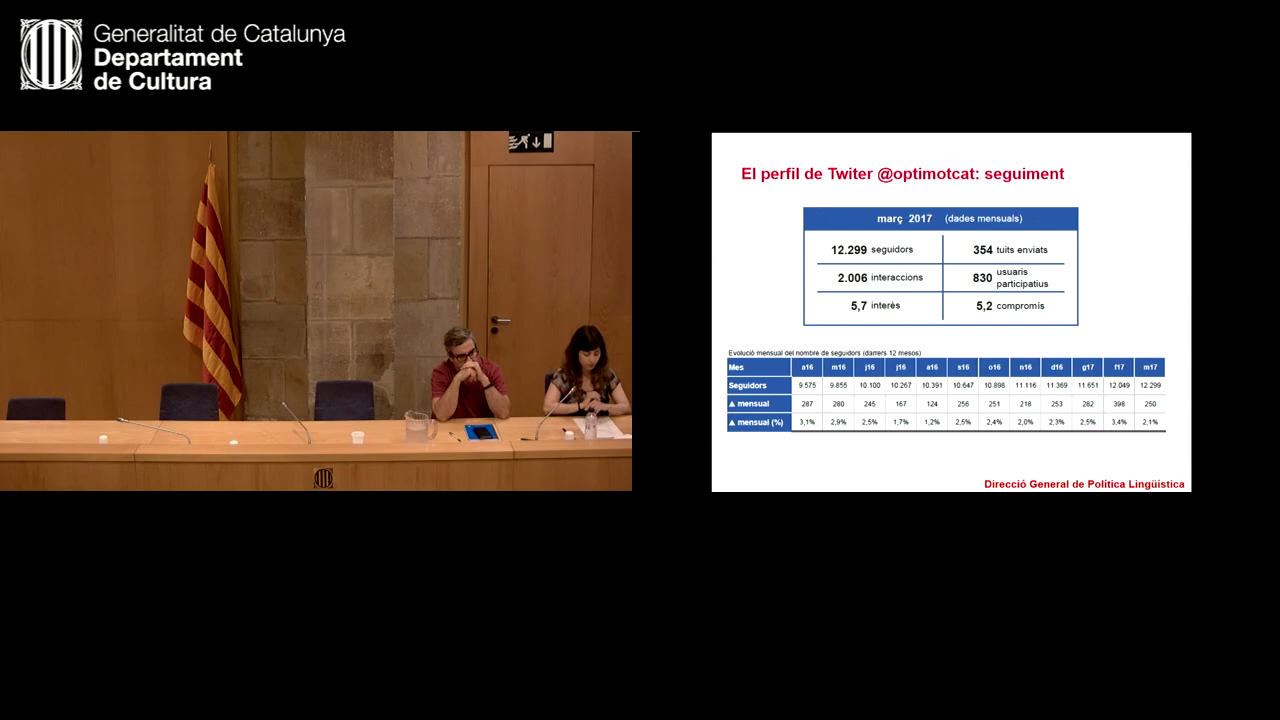 Generalitat de Catalunya
Departament
de Cultura
El perfil de Twiter @optimotcat: seguiment
març 2017 (dades mensuals)
12.299 seguidors 354 tuits enviats
2.006 interaccions 830 usuaris participatius
5,7 interès 5,2 compromís
Evolució mensual del nombre de seguidors (darrers 12 mesos)
Mes a16 m16 j16 j16 a16 s16 o16 n16 d16 g17 f17 m17
Seguidors 9.575 9.855 10.100 10.267 10.391 10.647 10.898 11.116 11.369 11.651 12.049 12.299
▲ mensual 287 280 245 167 124 256 251 218 253 282 398 250
▲ mensual (%) 3,1% 2,9% 2,5% 1,7% 1,2% 2,5% 2,4% 2,0% 2,3% 2,5% 3,4% 2,1%
Direcció General de Política Lingüística